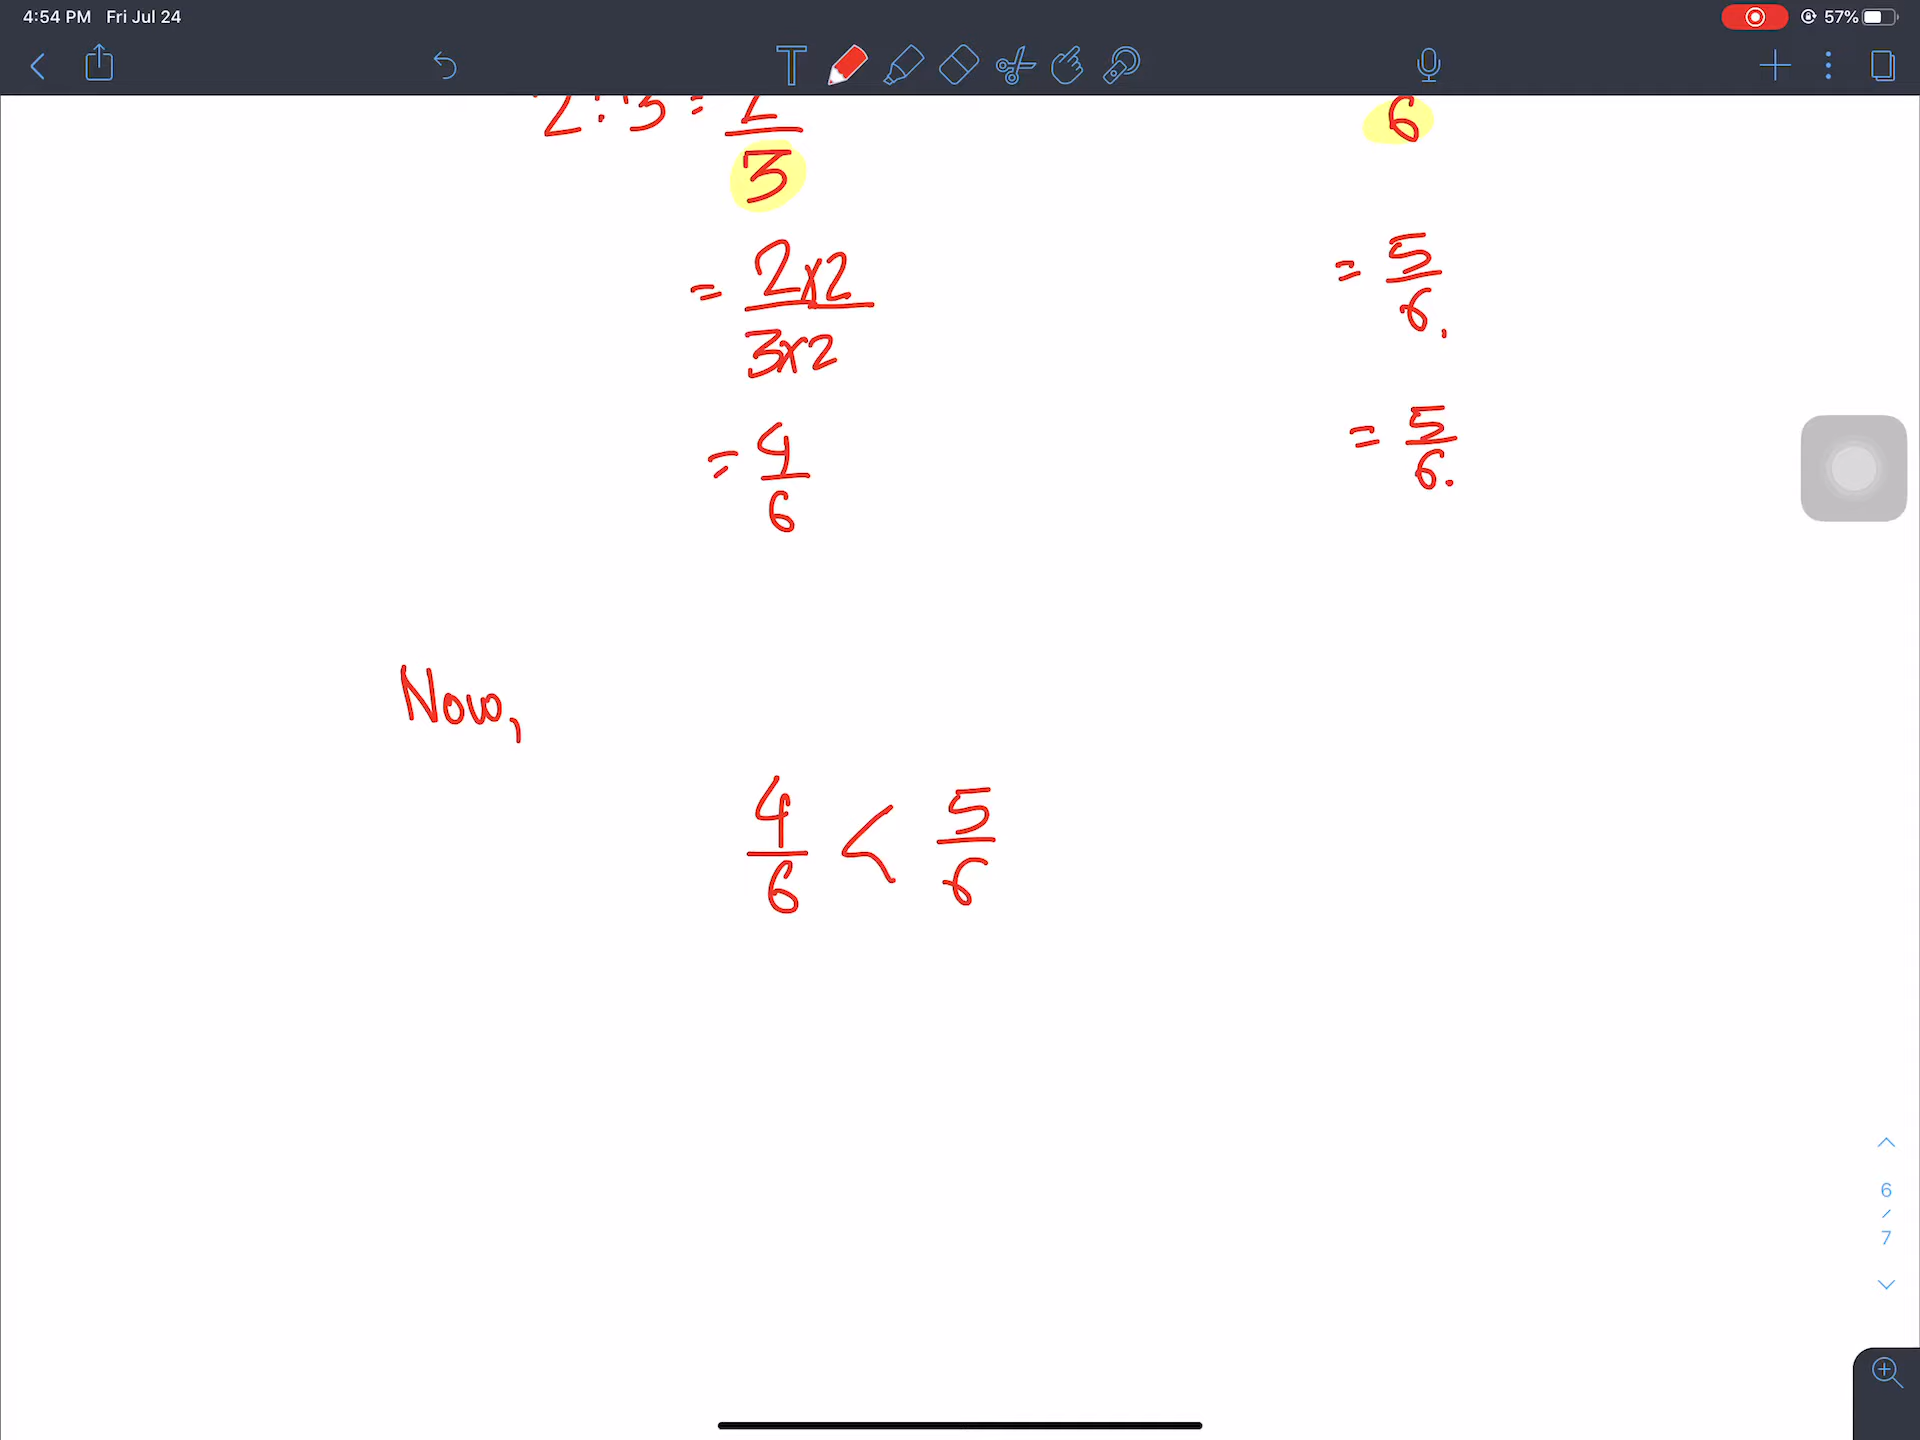 4:54 PM Fri Jul 24
57%
2 : 3 = 2/3
6
= 2x2/3x2
= 5/6.
= 4/6
= 5/6.
Now,
4/6 < 5/6
6/7